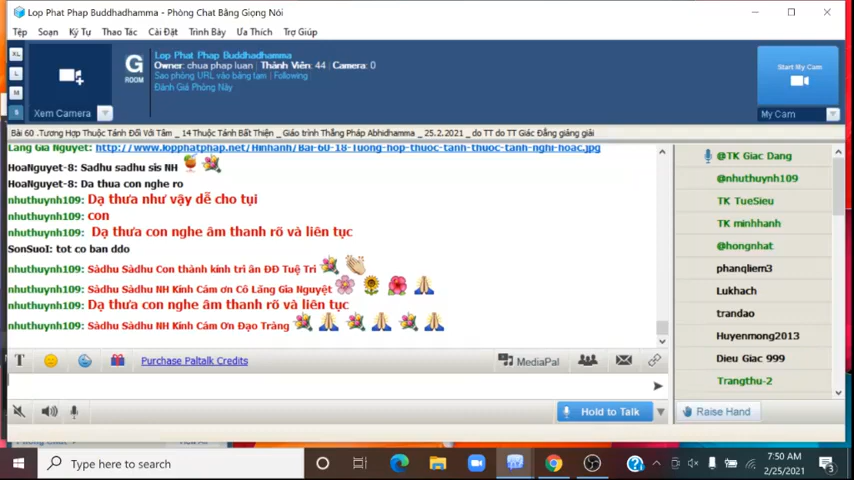 Lop Phat Phap Buddhadhamma - Phòng Chat Bằng Giọng Nói
Tệp Soạn Ký Tự Thao Tác Cài Đặt Trình Bày Ưa Thích Trợ Giúp
XL
L
M
S
Xem Camera
G
ROOM
Lop Phat Phap Buddhadhamma
Owner: chua phap luan | Thành Viên: 44 | Camera: 0
Sao phỏng URL vào bảng tạm | Following
Đánh Giá Phòng Này
Start My Cam
My Cam
Bài 60 .Tương Hợp Thuộc Tánh Đối Với Tâm _ 14 Thuộc Tánh Bất Thiện _ Giáo trình Thắng Pháp Abhidhamma _ 25.2.2021 _ do TT do TT Giác Đẳng giảng giải
Lang Gia Nguyet: http://www.lopphatphap.net/Hinhanh/Bai-60-18-Tuong-hop-thuoc-tanh-thuoc-tanh-nghi-hoac.jpg
HoaNguyet-8: Sadhu sadhu sis NH
HoaNguyet-8: Da thua con nghe ro
nhuthuynh109: Dạ thưa như vậy dễ cho tụi
nhuthuynh109: con
nhuthuynh109: Dạ thưa con nghe âm thanh rõ và liên tục
SonSuoI: tot co ban ddo
nhuthuynh109: Sàdhu Sàdhu Con thành kính tri ân ĐĐ Tuệ Tri
nhuthuynh109: Sàdhu Sàdhu NH Kính Cám ơn Cô Lăng Gia Nguyệt
nhuthuynh109: Dạ thưa con nghe âm thanh rõ và liên tục
nhuthuynh109: Sàdhu Sàdhu NH Kính Cám Ơn Đạo Tràng
@TK Giac Dang
@nhuthuynh109
TK TueSieu
TK minhhanh
@hongnhat
phanqliem3
Lukhach
trandao
Huyenmong2013
Dieu Giac 999
Trangthu-2
T
Purchase Paltalk Credits
MediaPal
Hold to Talk
Raise Hand
Type here to search
7:50 AM
2/25/2021
3